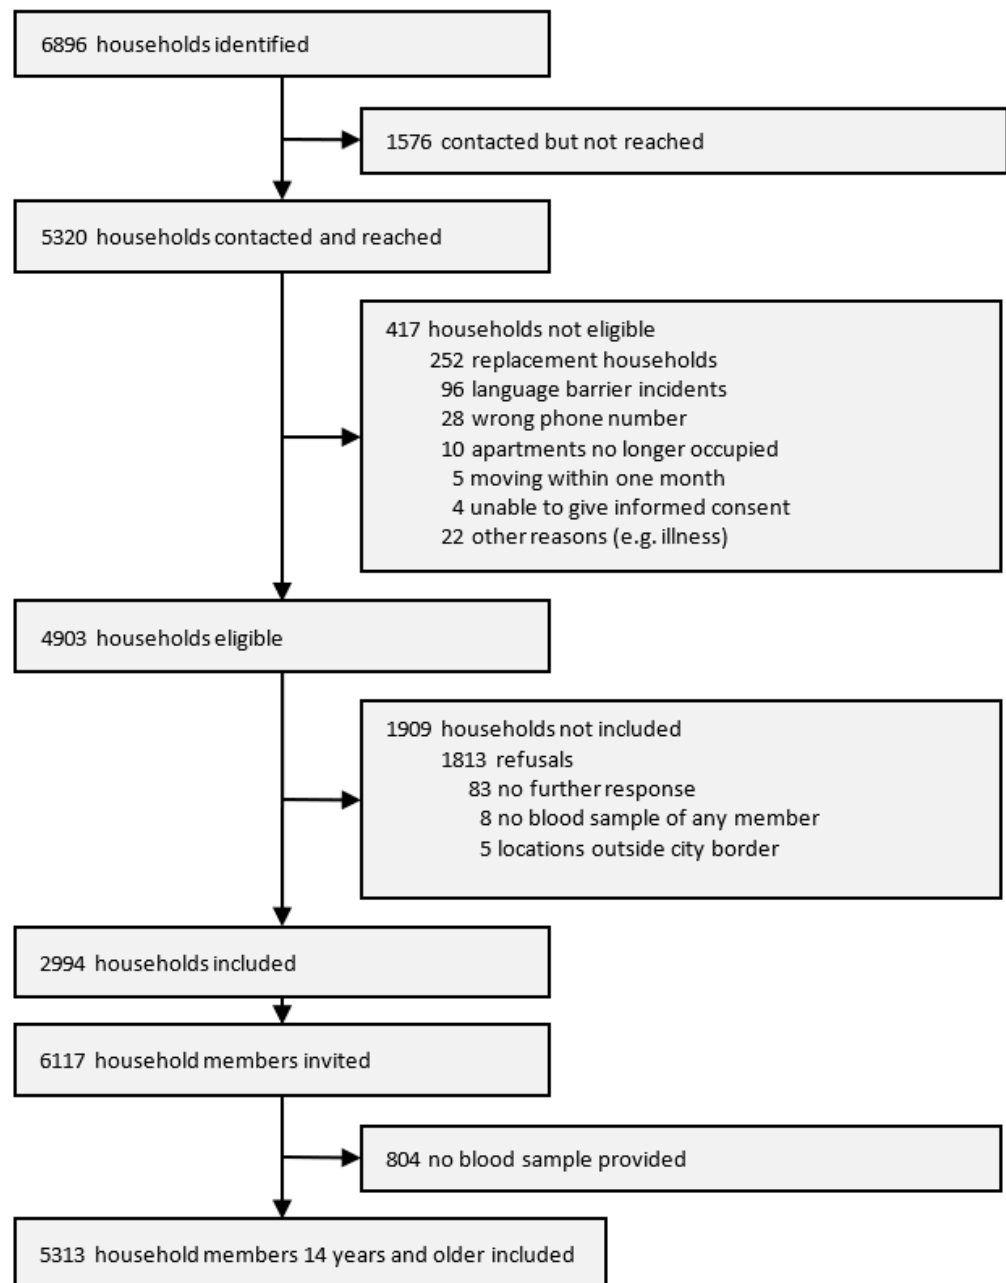 6896 households identified
1576 contacted but not reached
5320 households contacted and reached
417 households not eligible
252 replacement households
96 language barrier incidents
28 wrong phone number
10 apartments no longer occupied
5 moving within one month
4 unable to give informed consent
22 other reasons (e.g. illness)
4903 households eligible
1909 households not included
1813 refusals
83 no further response
8 no blood sample of any member
5 locations outside city border
2994 households included
6117 household members invited
804 no blood sample provided
5313 household members 14 years and older included